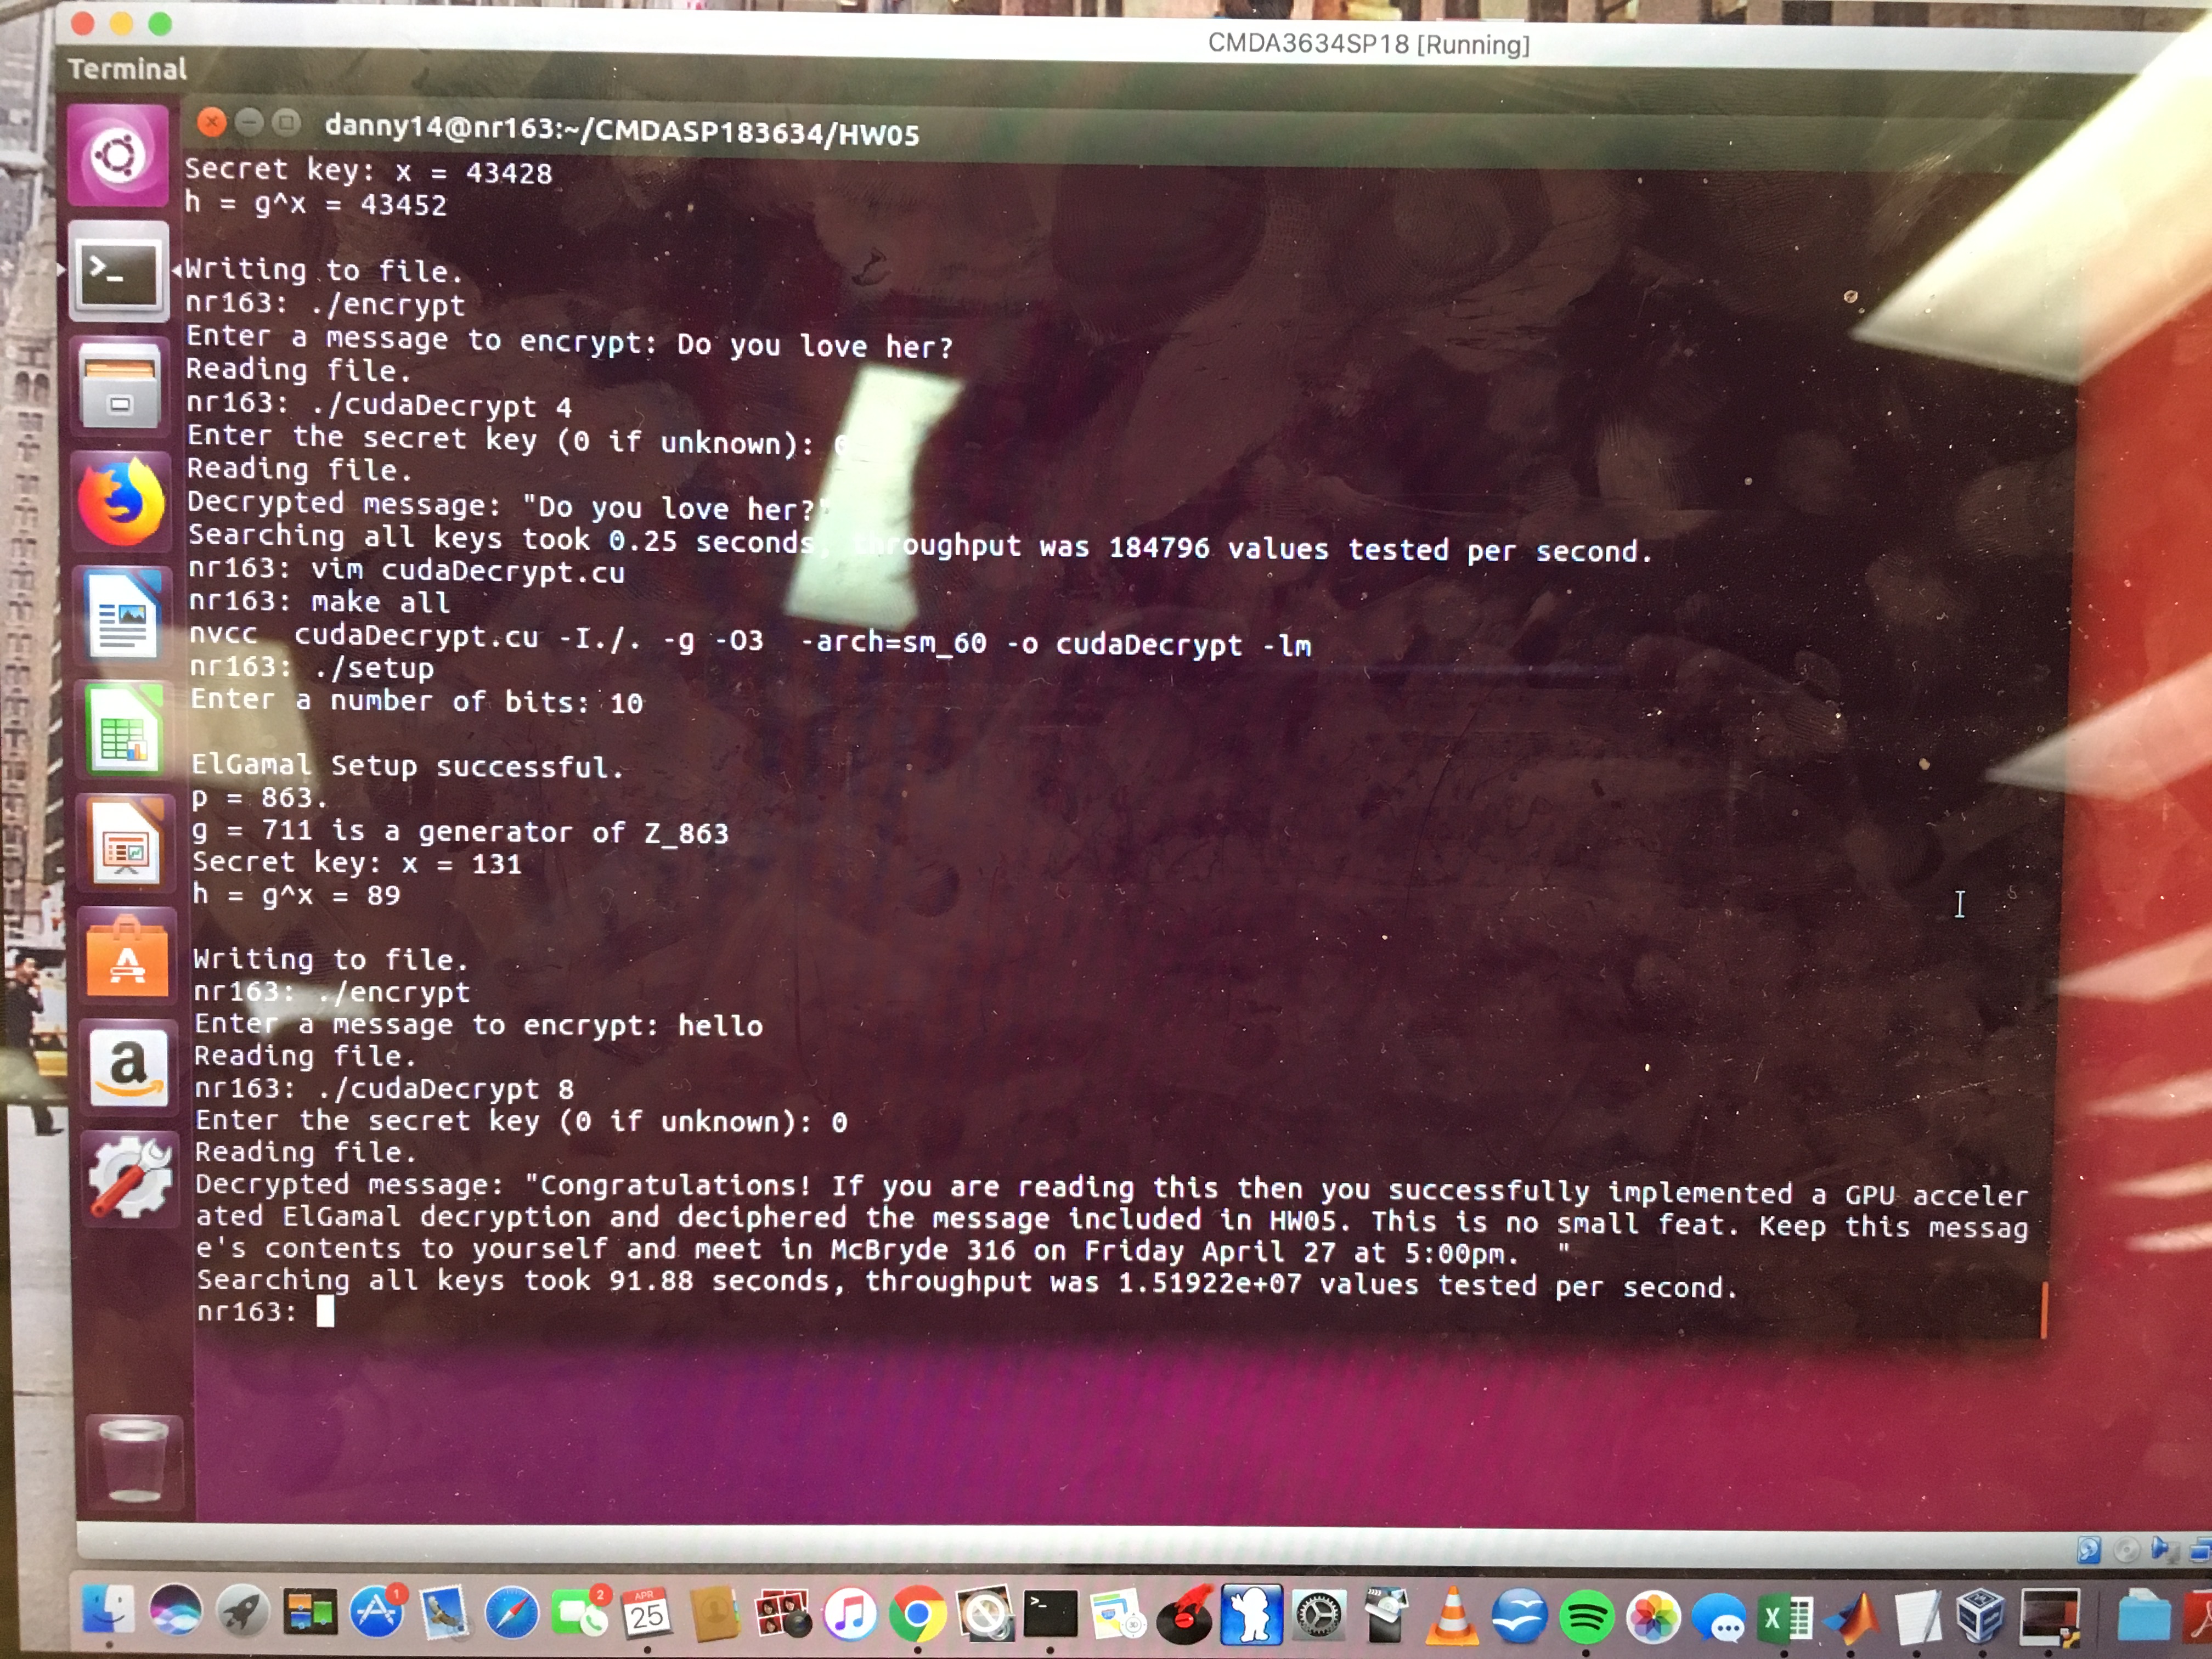 CMDA3634SP18 [Running]
Terminal
danny14@nr163:~/CMDASP183634/HW05
Secret key: x = 43428
h = g^x = 43452
Writing to file.
nr163: ./encrypt
Enter a message to encrypt: Do you love her?
Reading file.
nr163: ./cudaDecrypt 4
Enter the secret key (0 if unknown): 0
Reading file.
Decrypted message: "Do you love her?"
Searching all keys took 0.25 seconds, throughput was 184796 values tested per second.
nr163: vim cudaDecrypt.cu
nr163: make all
nvcc  cudaDecrypt.cu -I./. -g -O3  -arch=sm_60 -o cudaDecrypt -lm
nr163: ./setup
Enter a number of bits: 10
ElGamal Setup successful.
p = 863.
g = 711 is a generator of Z_863
Secret key: x = 131
h = g^x = 89
Writing to file.
nr163: ./encrypt
Enter a message to encrypt: hello
Reading file.
nr163: ./cudaDecrypt 8
Enter the secret key (0 if unknown): 0
Reading file.
Decrypted message: "Congratulations! If you are reading this then you successfully implemented a GPU acceler
ated ElGamal decryption and deciphered the message included in HW05. This is no small feat. Keep this messag
e's contents to yourself and meet in McBryde 316 on Friday April 27 at 5:00pm.  "
Searching all keys took 91.88 seconds, throughput was 1.51922e+07 values tested per second.
nr163:
1
2
APR
25